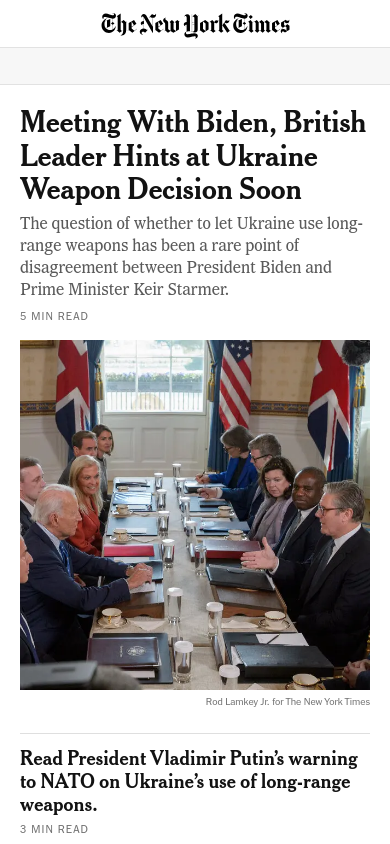 The New York Times
Meeting With Biden, British
Leader Hints at Ukraine
Weapon Decision Soon
The question of whether to let Ukraine use long-
range weapons has been a rare point of
disagreement between President Biden and
Prime Minister Keir Starmer.
5 MIN READ
Rod Lamkey Jr. for The New York Times
Read President Vladimir Putin’s warning
to NATO on Ukraine’s use of long-range
weapons.
3 MIN READ